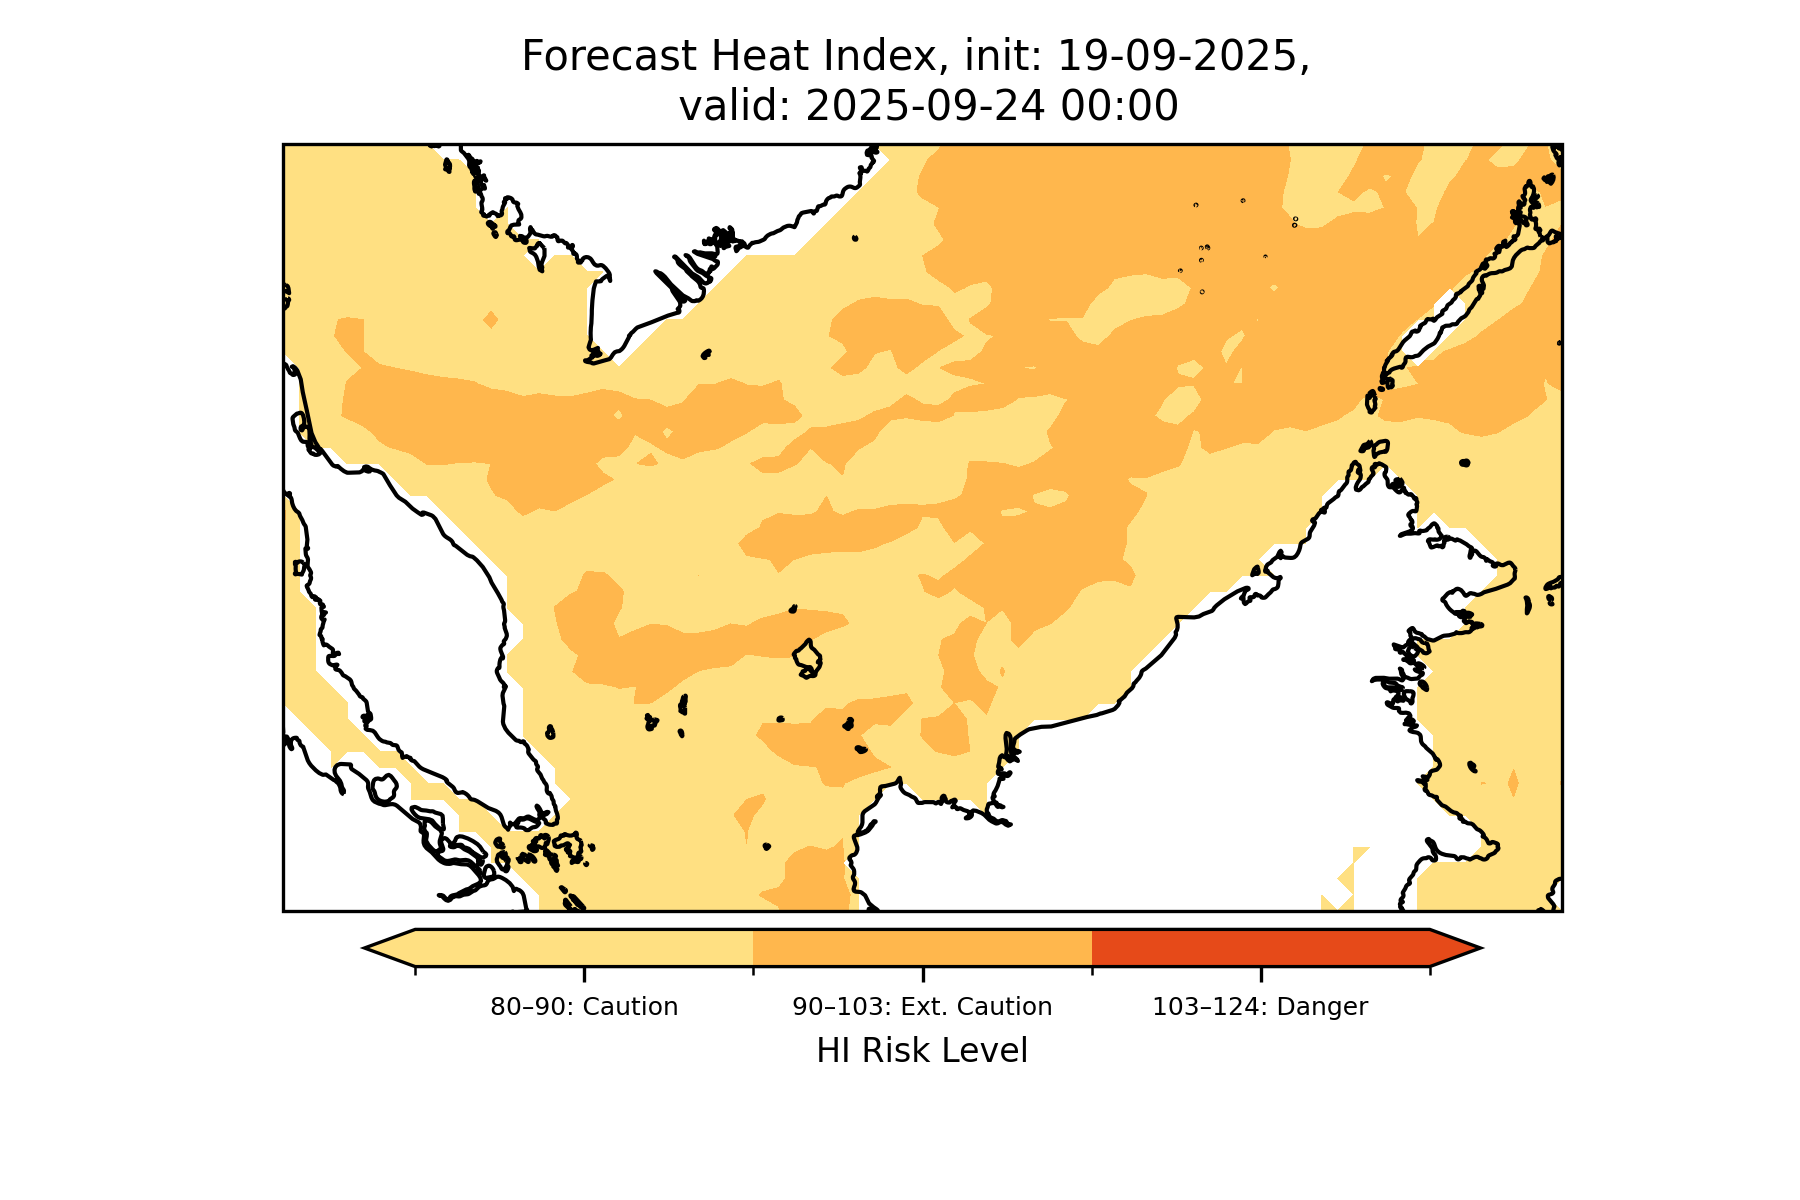 Forecast Heat Index, init: 19-09-2025,
valid: 2025-09-24 00:00
80–90: Caution
90–103: Ext. Caution
103–124: Danger
HI Risk Level